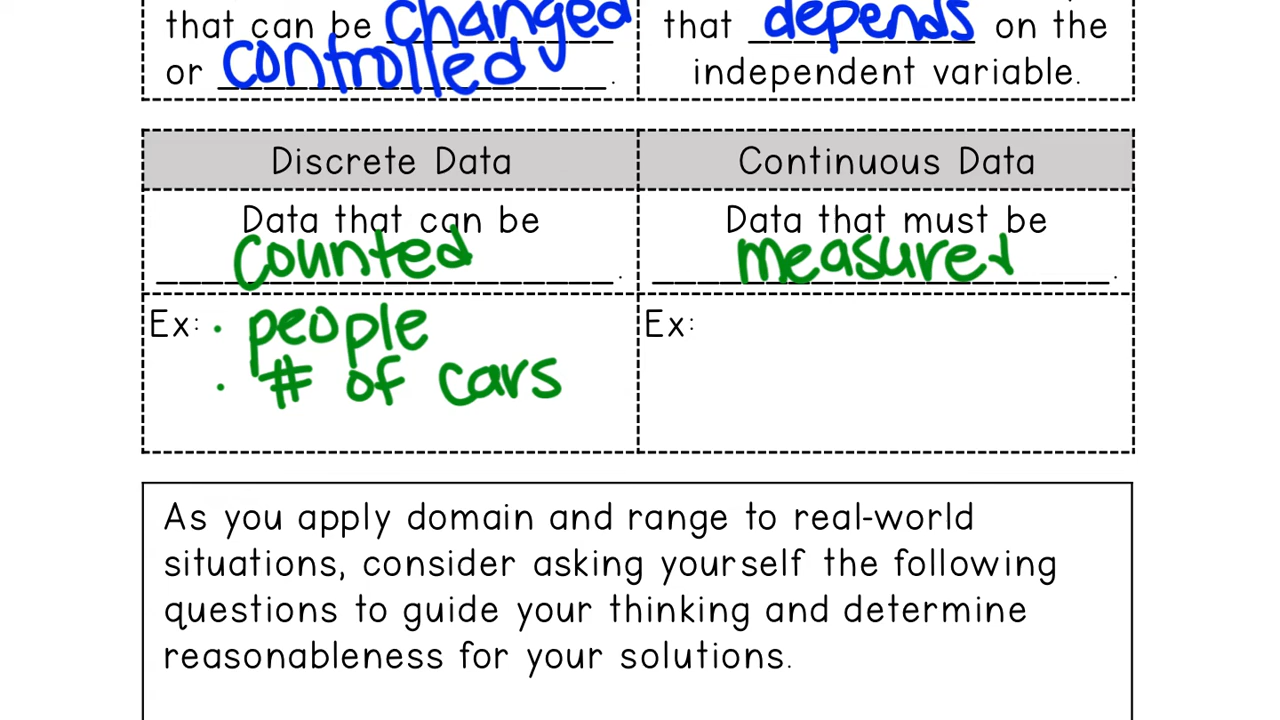 that can be changed
or controlled.
that depends on the
independent variable.
Discrete Data
Continuous Data
Data that can be
counted.
Data that must be
measured.
Ex: • people
• # of cars
Ex:
As you apply domain and range to real-world
situations, consider asking yourself the following
questions to guide your thinking and determine
reasonableness for your solutions.